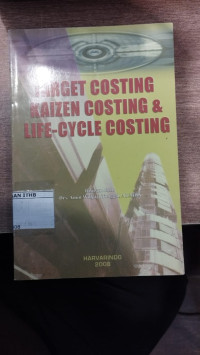 TARGET COSTING
KAIZEN COSTING &
LIFE-CYCLE COSTING
HARVARINDO
2008